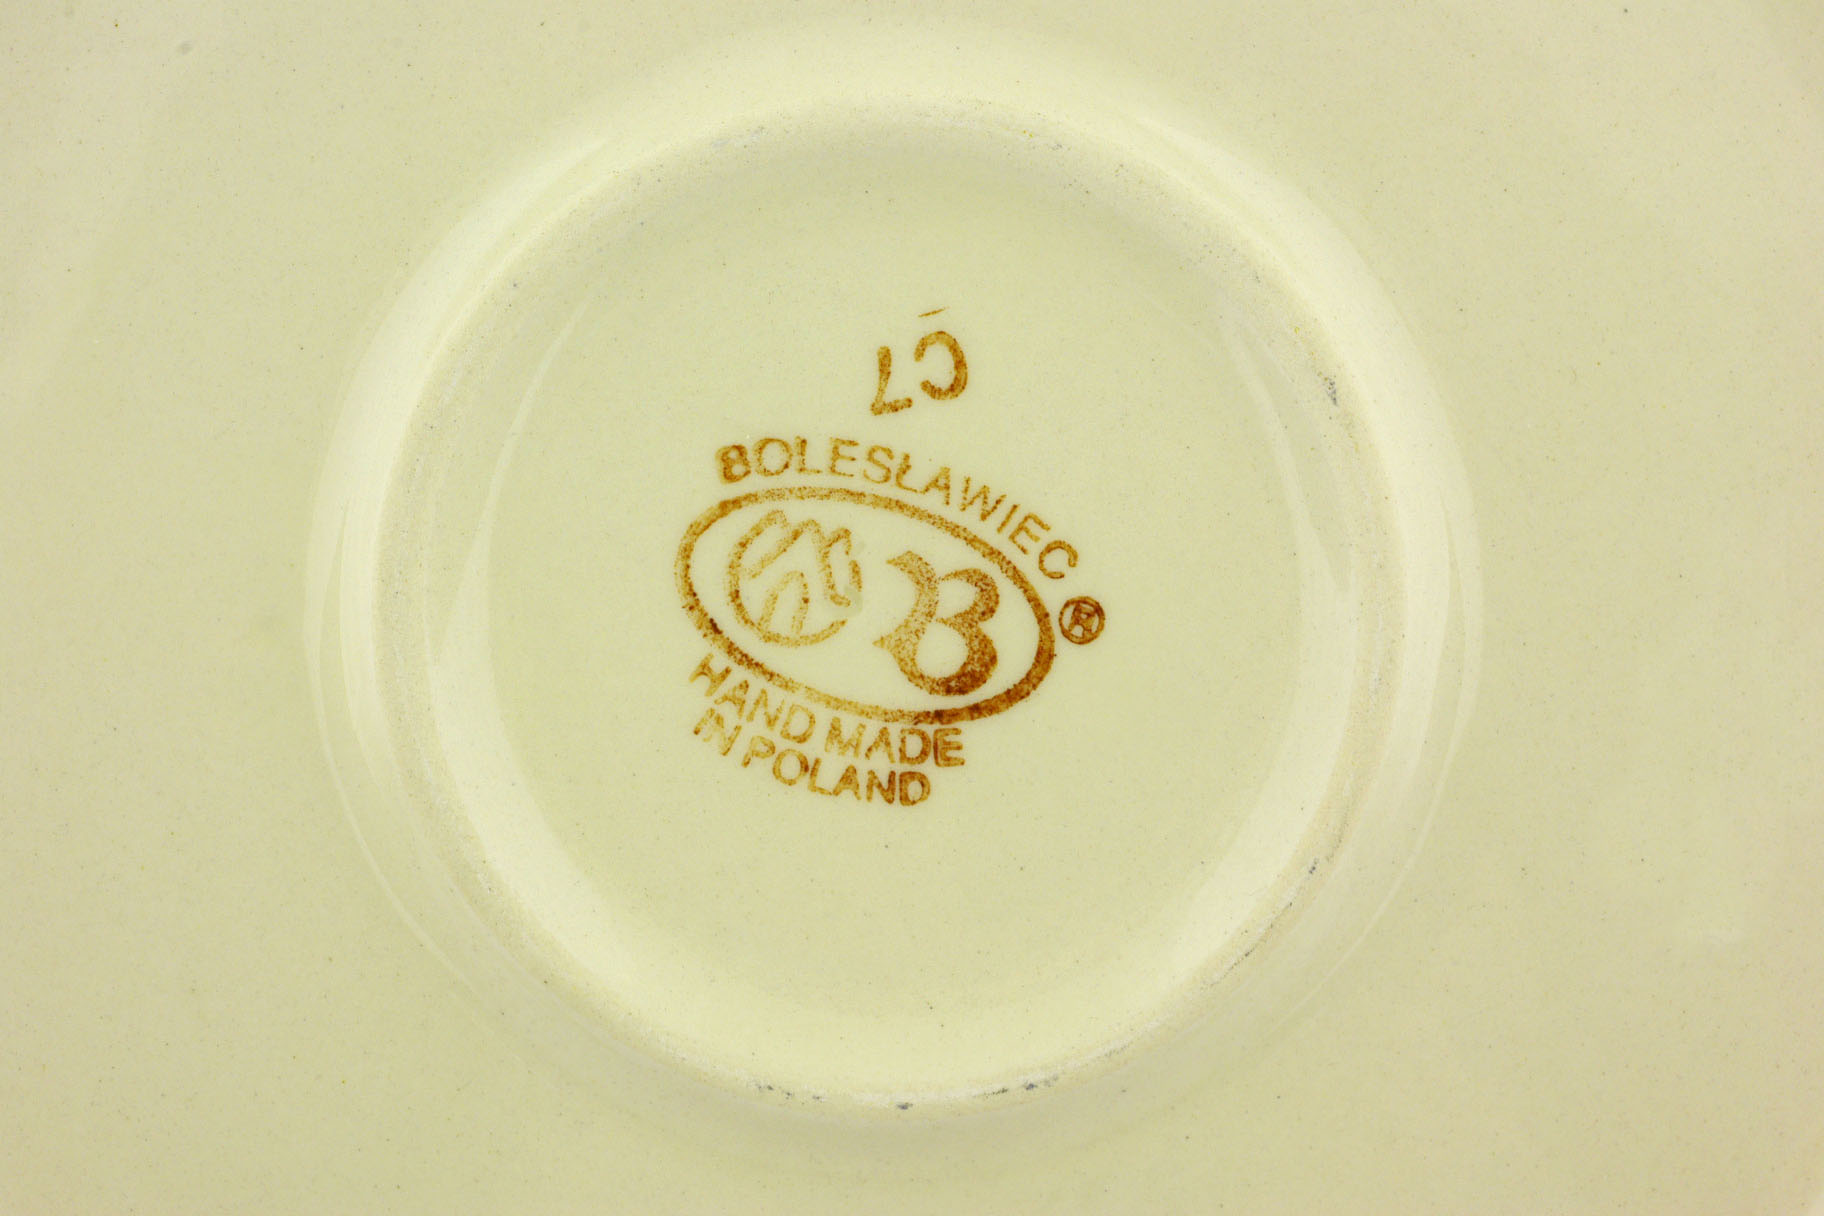 C7
BOLESŁAWIEC
B ®
HAND MADE
IN POLAND